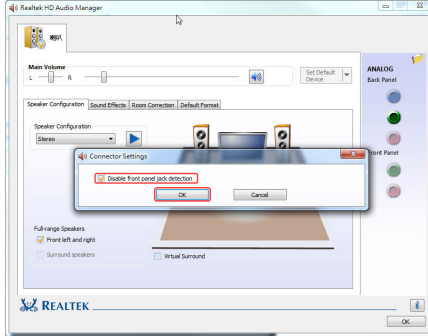 Realtek HD Audio Manager
Main Volume
L
R
Set Default
Device
ANALOG
Back Panel
Speaker Configuration
Sound Effects
Room Correction
Default Format
Speaker Configuration
Stereo
Connector Settings
Disable front panel jack detection
OK
Cancel
Front Panel
Full-range Speakers
Front left and right
Surround speakers
Virtual Surround
REALTEK
OK